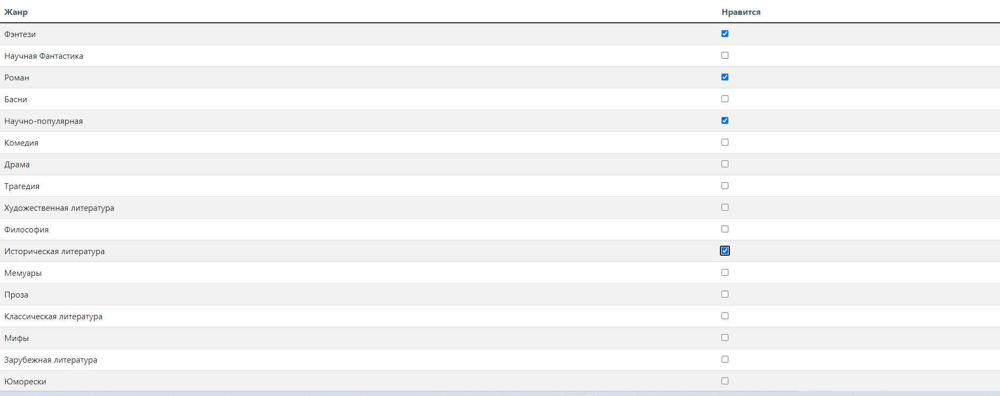 Жанр Нравится
Фэнтези
Научная Фантастика
Роман
Басни
Научно-популярная
Комедия
Драма
Трагедия
Художественная литература
Философия
Историческая литература
Мемуары
Проза
Классическая литература
Мифы
Зарубежная литература
Юморески